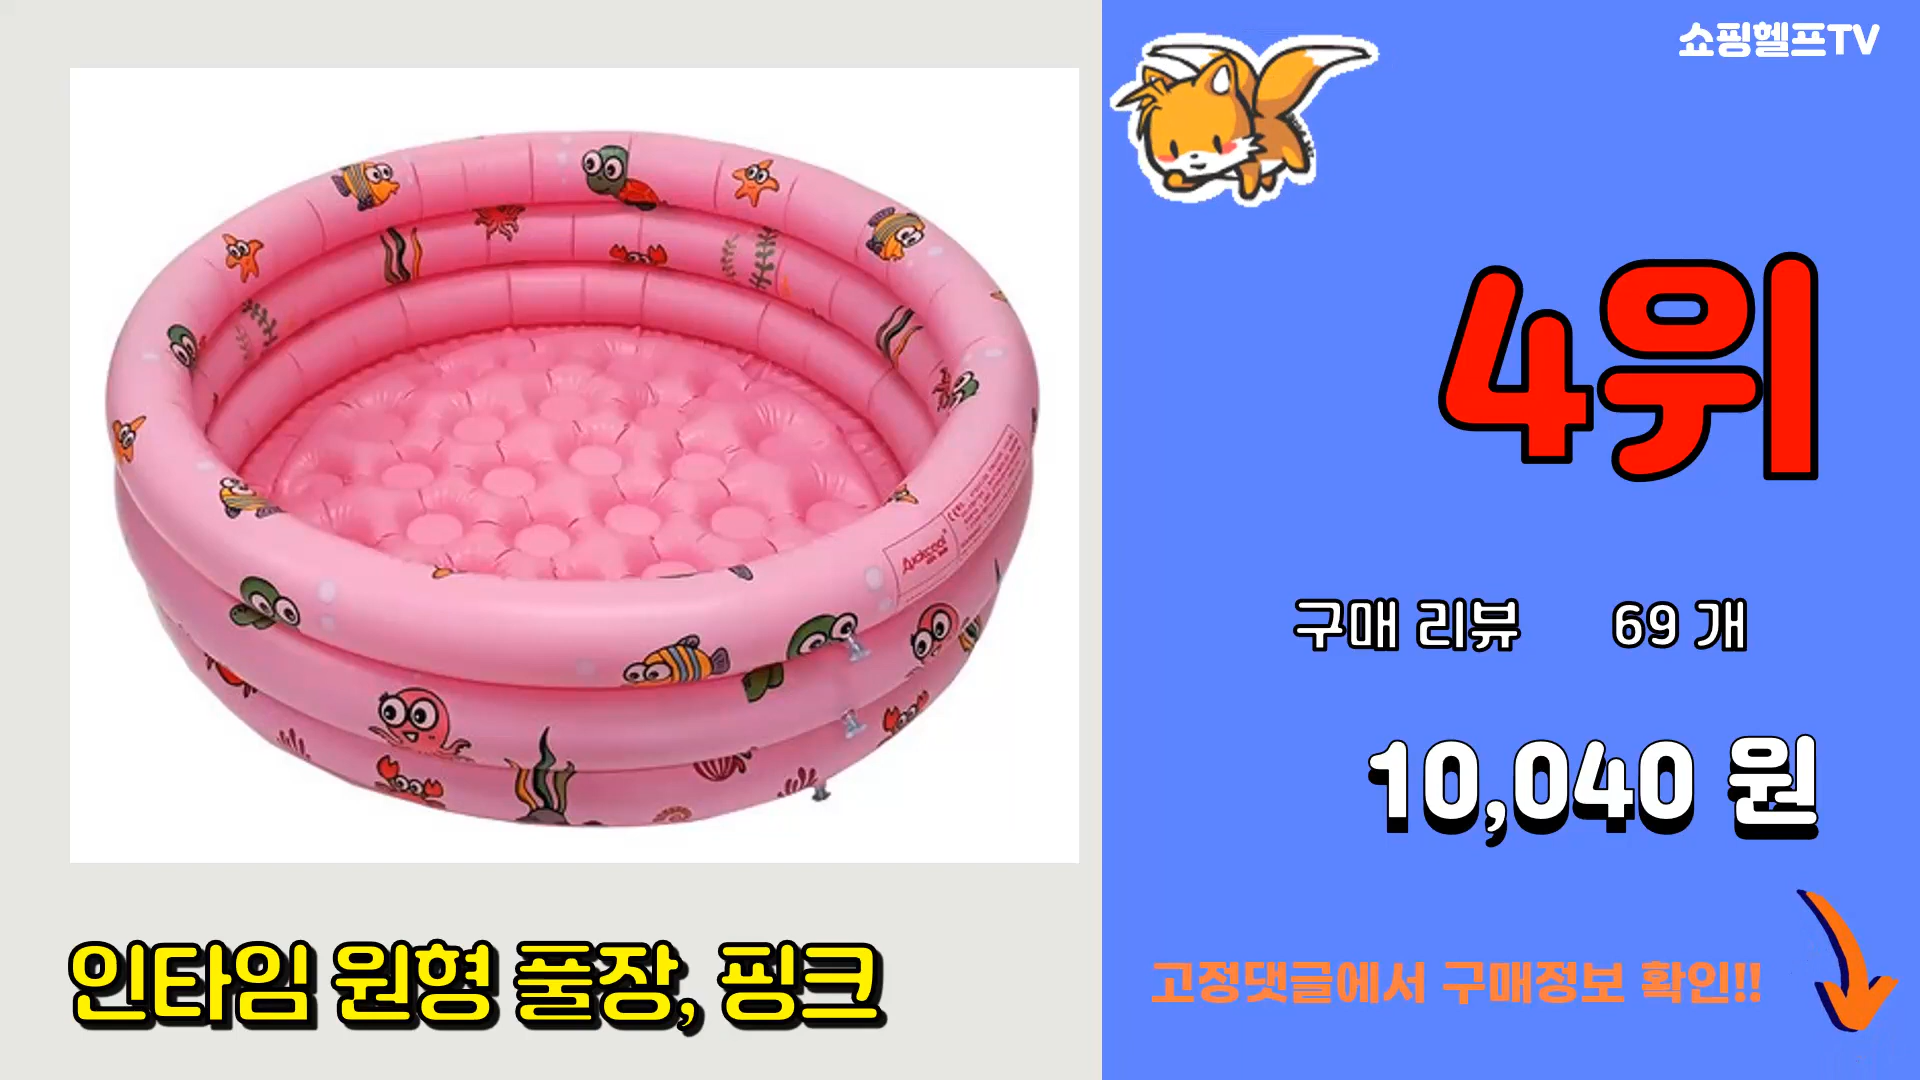 쇼핑헬프TV
4위
구매 리뷰 69 개
10,040 원
인타임 원형 풀장, 핑크
고정댓글에서 구매정보 확인!!